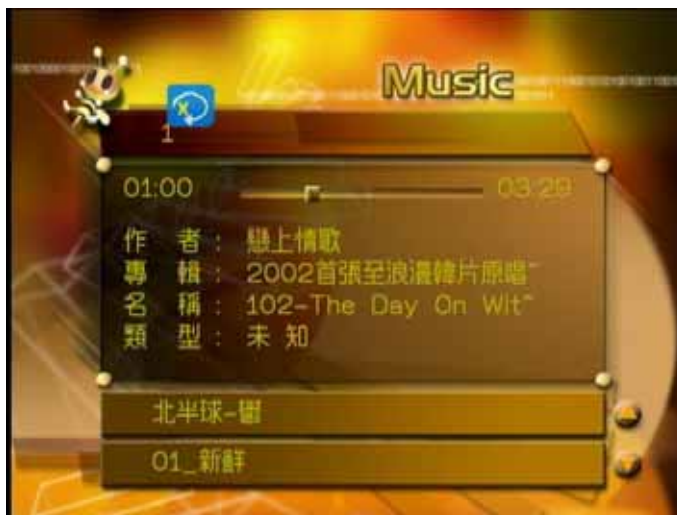 Music
1
01:00 03:29
作 者: 戀上情歌
專 輯: 2002首張至浪漫韓片原唱~
名 稱: 102-The Day On Wit~
類 型: 未 知
北半球-
01_新鮮